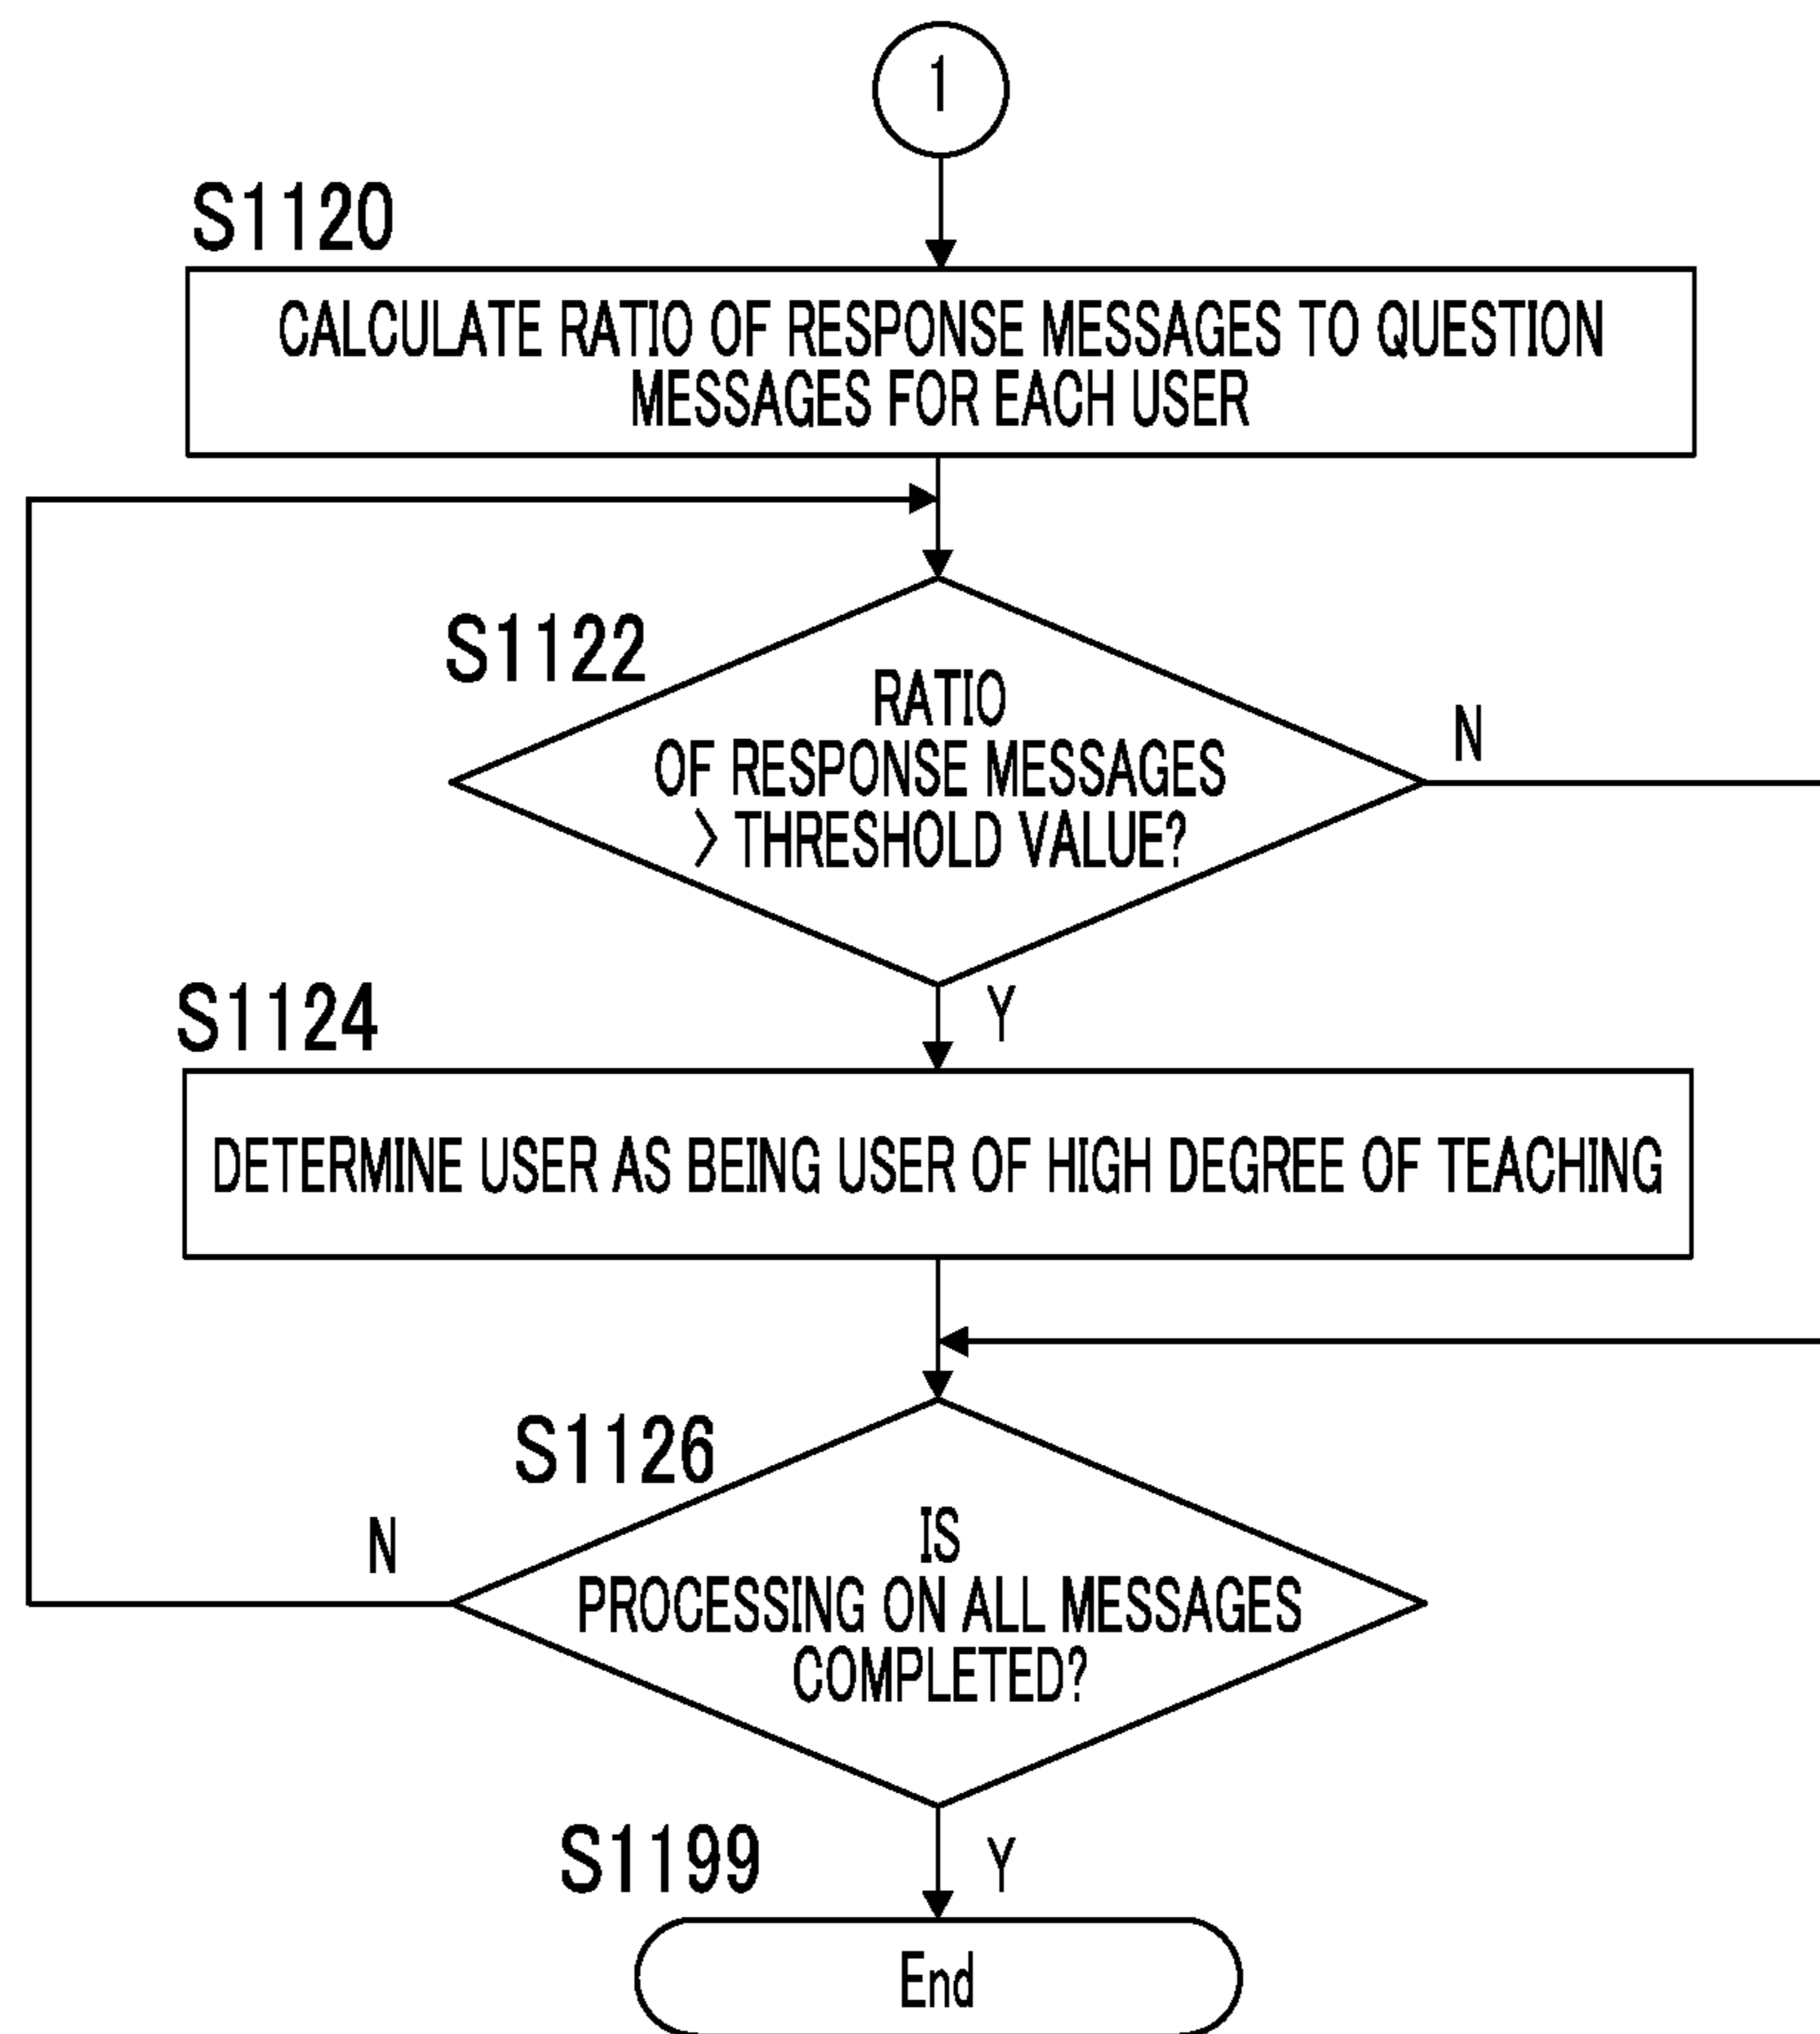 1
S1120
CALCULATE RATIO OF RESPONSE MESSAGES TO QUESTION
MESSAGES FOR EACH USER
S1122
RATIO
OF RESPONSE MESSAGES
> THRESHOLD VALUE?
N
Y
S1124
DETERMINE USER AS BEING USER OF HIGH DEGREE OF TEACHING
S1126
IS
PROCESSING ON ALL MESSAGES
COMPLETED?
N
Y
S1199
End